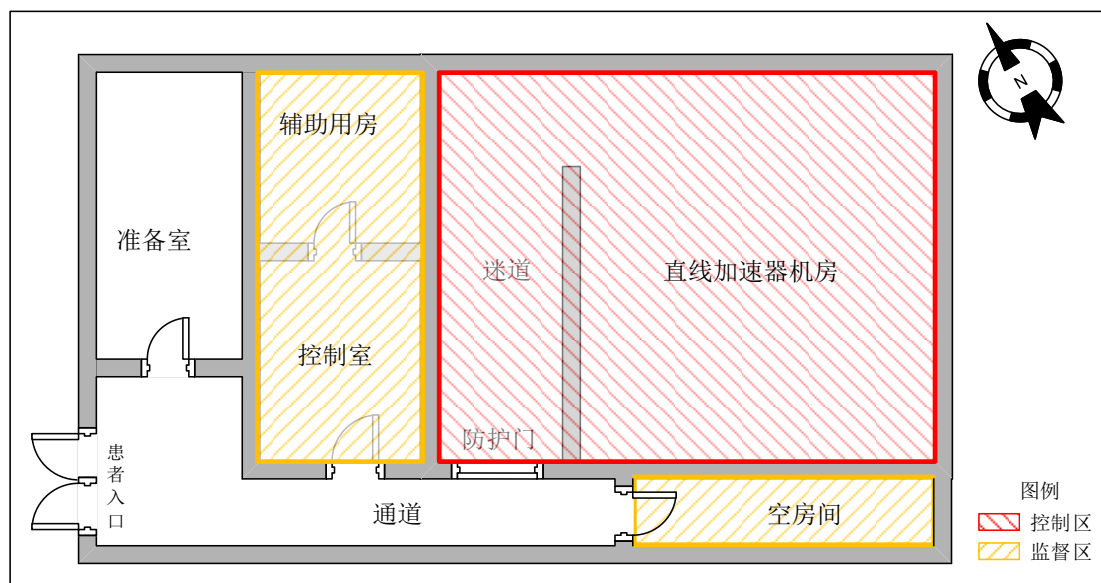 辅助用房
准备室
迷道
直线加速器机房
控制室
防护门
患者入口
通道
空房间
N
图例
控制区
监督区